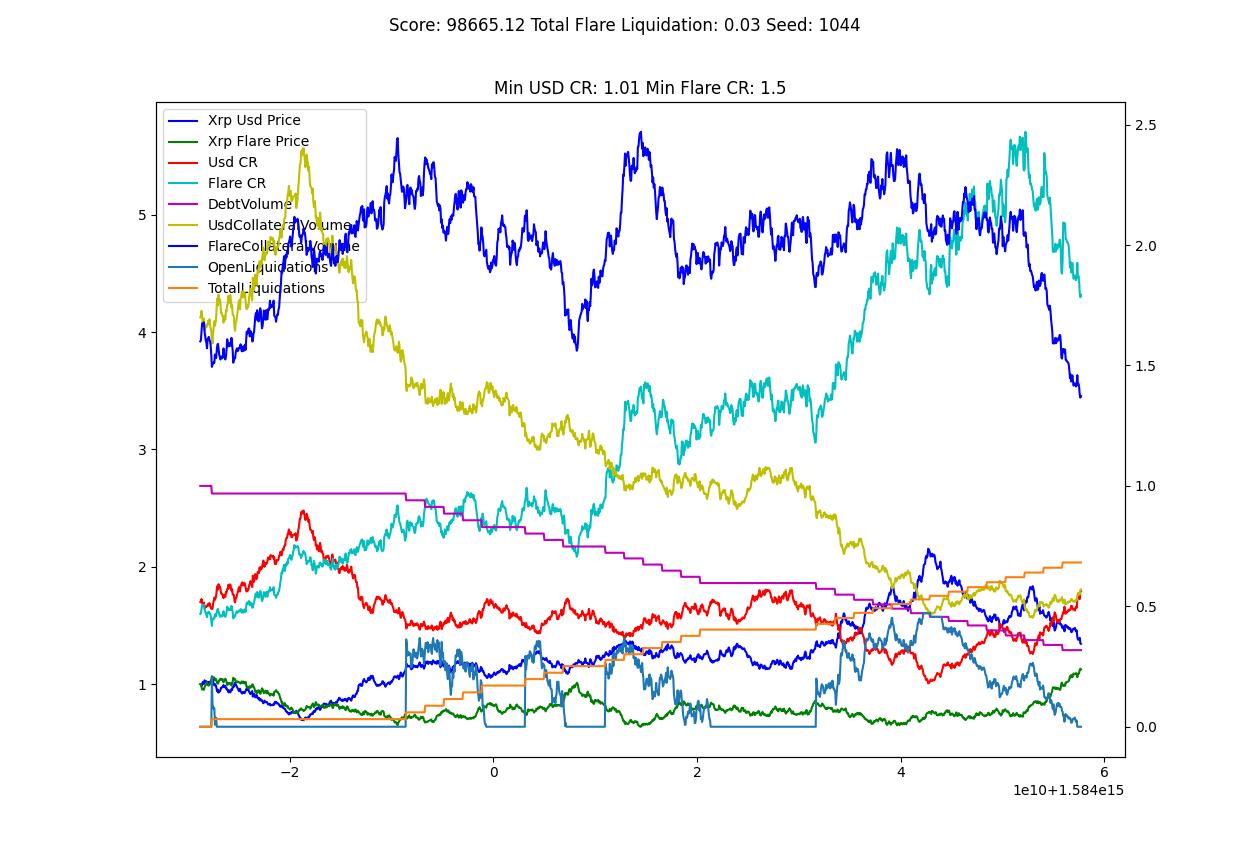 Score: 98665.12 Total Flare Liquidation: 0.03 Seed: 1044
Min USD CR: 1.01 Min Flare CR: 1.5
Xrp Usd Price
Xrp Flare Price
Usd CR
Flare CR
DebtVolume
UsdCollateralVolume
FlareCollateralVolume
OpenLiquidations
TotalLiquidations
5
4
3
2
1
2.5
2.0
1.5
1.0
0.5
0.0
−2 0 2 4 6
1e10+1.584e15